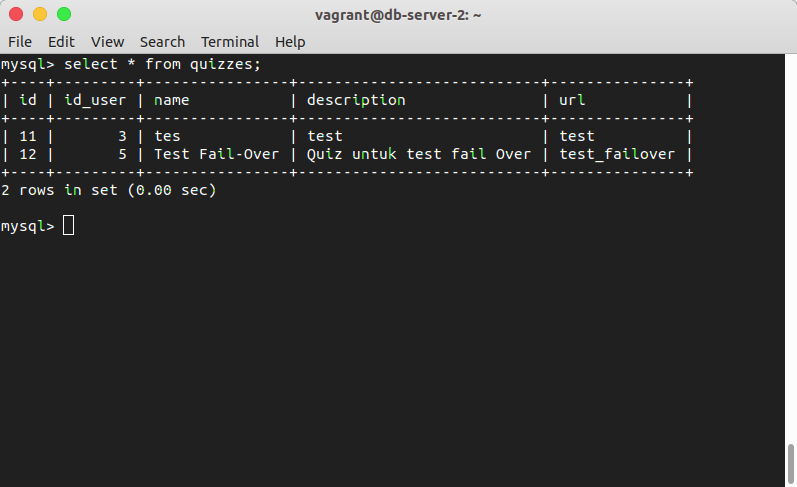 vagrant@db-server-2: ~
File Edit View Search Terminal Help
mysql> select * from quizzes;
+----+---------+----------------+---------------------------+---------------+
| id | id_user | name           | description               | url           |
+----+---------+----------------+---------------------------+---------------+
| 11 |       3 | tes            | test                      | test          |
| 12 |       5 | Test Fail-Over | Quiz untuk test fail Over | test_failover |
+----+---------+----------------+---------------------------+---------------+
2 rows in set (0.00 sec)
mysql>